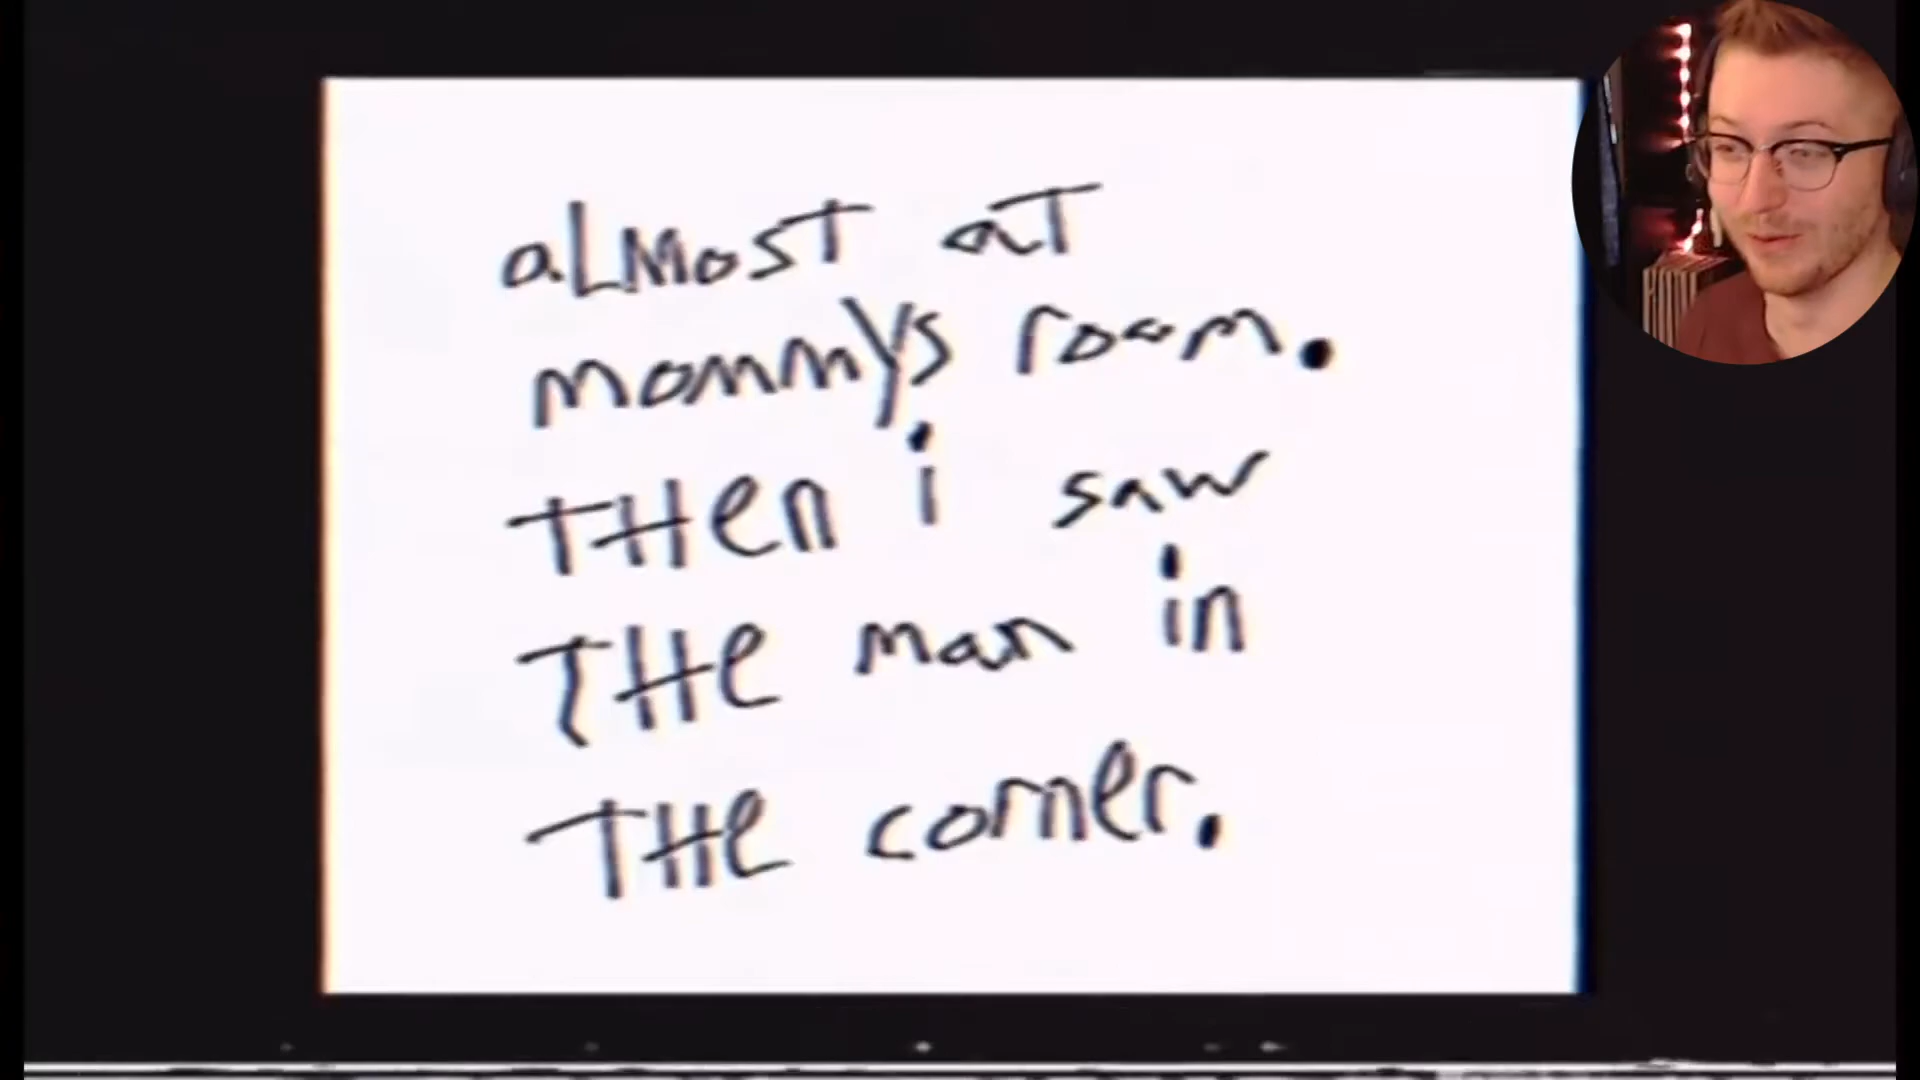 aLMosT aT
mommys room.
THen i saw
THe man in
THe corner.